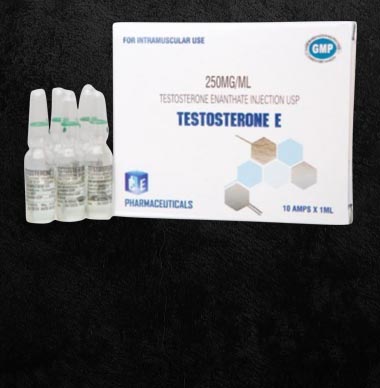 FOR INTRAMUSCULAR USE
GMP
250MG/ML
TESTOSTERONE ENANTHATE INJECTION USP
TESTOSTERONE E
PHARMACEUTICALS
10 AMPS X 1ML